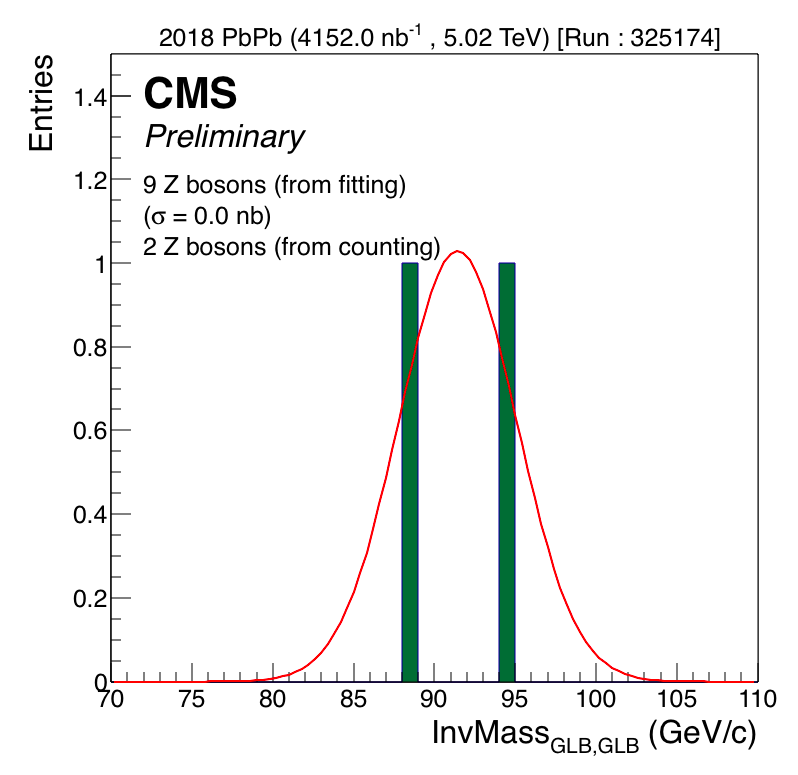 2018 PbPb (4152.0 nb⁻¹ , 5.02 TeV) [Run : 325174]
Entries
CMS
Preliminary
9 Z bosons (from fitting)
(σ = 0.0 nb)
2 Z bosons (from counting)
1.4
1.2
1
0.8
0.6
0.4
0.2
0
70 75 80 85 90 95 100 105 110
InvMass_GLB,GLB (GeV/c)